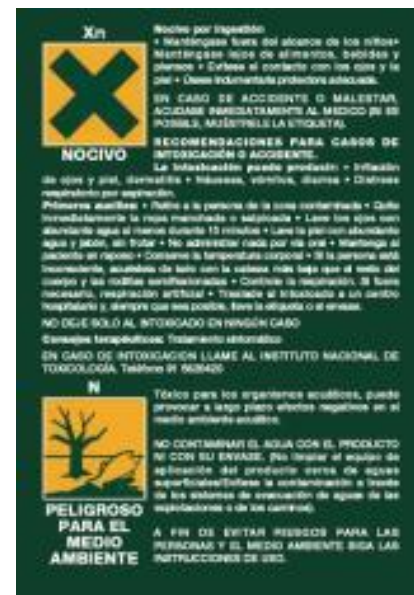 Xn
Nocivo por ingestión
• Manténgase fuera del alcance de los niños•
Manténgase lejos de alimentos, bebidas y
piensos • Evítese el contacto con los ojos y la
piel • Úsese indumentaria protectora adecuada.
EN CASO DE ACCIDENTE O MALESTAR,
ACÚDASE INMEDIATAMENTE AL MÉDICO (SI ES
POSIBLE, MUÉSTRELE LA ETIQUETA).
NOCIVO
RECOMENDACIONES PARA CASOS DE
INTOXICACIÓN O ACCIDENTE.
La intoxicación puede producir: • Irritación
de ojos y piel, dermatitis • Náuseas, vómitos, diarrea •
respiratorio por aspiración.
Primeros auxilios: • Retire a la persona de la zona contaminada • Quite
inmediatamente la ropa manchada o salpicada • Lave los ojos con
abundante agua al menos durante 15 minutos • Lave la piel con abundante
agua y jabón, sin frotar • No administrar nada por vía oral • Mantenga al
paciente en reposo • Conserve la temperatura corporal • Si la persona está
inconsciente, acuéstela de lado con la cabeza más baja que el resto del
cuerpo y las rodillas semiflexionadas • Controle la respiración. Si fuera
necesario, respiración artificial • Traslade al intoxicado a un centro
hospitalario y, siempre que sea posible, lleve la etiqueta o el envase.
NO DEJE SOLO AL INTOXICADO EN NINGÚN CASO
Consejos terapéuticos: Tratamiento sintomático
EN CASO DE INTOXICACIÓN LLAME AL INSTITUTO NACIONAL DE
TOXICOLOGÍA. Teléfono 91 5620420
N
Tóxico para los organismos acuáticos, puede
provocar a largo plazo efectos negativos en el
medio ambiente acuático.
NO CONTAMINAR EL AGUA CON EL PRODUCTO
NI CON SU ENVASE. (No limpiar el equipo de
aplicación del producto cerca de aguas
superficiales/Evítese la contaminación a través
de los sistemas de evacuación de aguas de las
explotaciones o de los caminos).
PELIGROSO
PARA EL
MEDIO
AMBIENTE
A FIN DE EVITAR RIESGOS PARA LAS
PERSONAS Y EL MEDIO AMBIENTE SIGA LAS
INSTRUCCIONES DE USO.